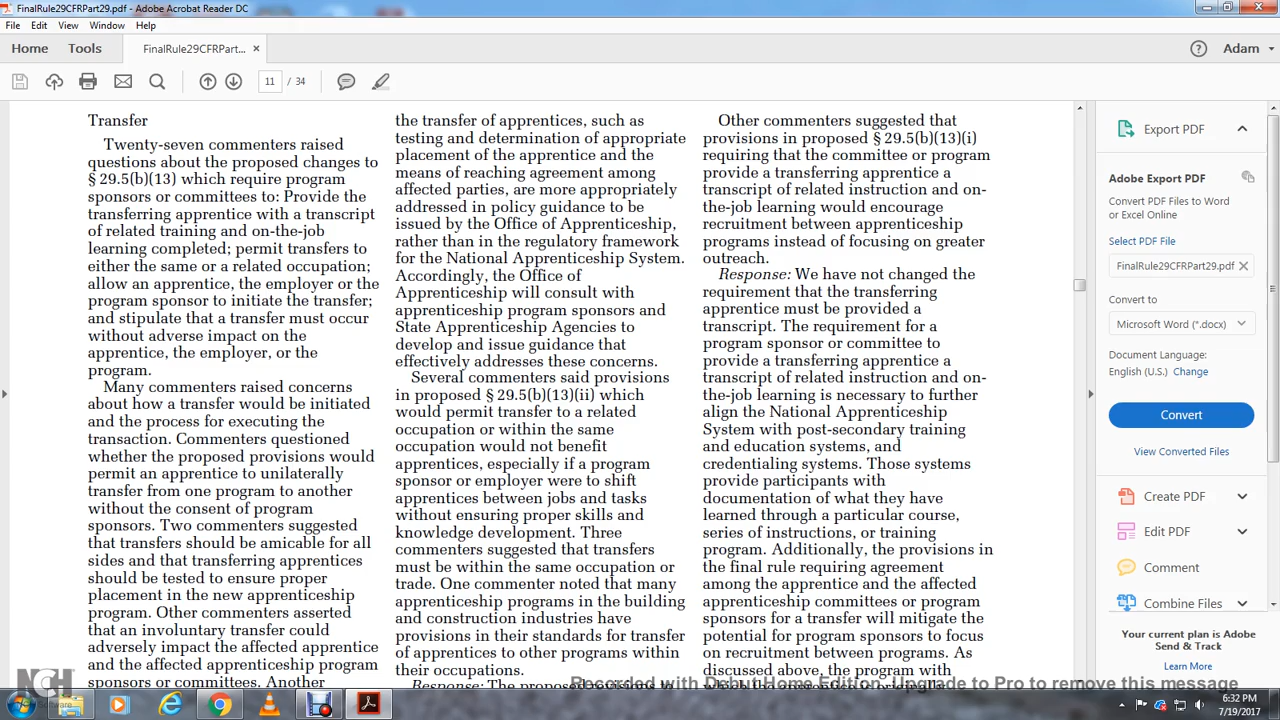 FinalRule29CFRPart29.pdf - Adobe Acrobat Reader DC
File Edit View Window Help
Home Tools FinalRule29CFRPart... × Adam
11 / 34
Transfer
Twenty-seven commenters raised
questions about the proposed changes to
§ 29.5(b)(13) which require program
sponsors or committees to: Provide the
transferring apprentice with a transcript
of related training and on-the-job
learning completed; permit transfers to
either the same or a related occupation;
allow an apprentice, the employer or the
program sponsor to initiate the transfer;
and stipulate that a transfer must occur
without adverse impact on the
apprentice, the employer, or the
program.
Many commenters raised concerns
about how a transfer would be initiated
and the process for executing the
transaction. Commenters questioned
whether the proposed provisions would
permit an apprentice to unilaterally
transfer from one program to another
without the consent of program
sponsors. Two commenters suggested
that transfers should be amicable for all
sides and that transferring apprentices
should be tested to ensure proper
placement in the new apprenticeship
program. Other commenters asserted
that an involuntary transfer could
adversely impact the affected apprentice
and the affected apprenticeship program
sponsors or committees. Another
the transfer of apprentices, such as
testing and determination of appropriate
placement of the apprentice and the
means of reaching agreement among
affected parties, are more appropriately
addressed in policy guidance to be
issued by the Office of Apprenticeship,
rather than in the regulatory framework
for the National Apprenticeship System.
Accordingly, the Office of
Apprenticeship will consult with
apprenticeship program sponsors and
State Apprenticeship Agencies to
develop and issue guidance that
effectively addresses these concerns.
Several commenters said provisions
in proposed § 29.5(b)(13)(ii) which
would permit transfer to a related
occupation or within the same
occupation would not benefit
apprentices, especially if a program
sponsor or employer were to shift
apprentices between jobs and tasks
without ensuring proper skills and
knowledge development. Three
commenters suggested that transfers
must be within the same occupation or
trade. One commenter noted that many
apprenticeship programs in the building
and construction industries have
provisions in their standards for transfer
of apprentices to other programs within
their occupations.
Response: The proposed provisions to
Other commenters suggested that
provisions in proposed § 29.5(b)(13)(i)
requiring that the committee or program
provide a transferring apprentice a
transcript of related instruction and on-
the-job learning would encourage
recruitment between apprenticeship
programs instead of focusing on greater
outreach.
Response: We have not changed the
requirement that the transferring
apprentice must be provided a
transcript. The requirement for a
program sponsor or committee to
provide a transferring apprentice a
transcript of related instruction and on-
the-job learning is necessary to further
align the National Apprenticeship
System with post-secondary training
and education systems, and
credentialing systems. Those systems
provide participants with
documentation of what they have
learned through a particular course,
series of instructions, or training
program. Additionally, the provisions in
the final rule requiring agreement
among the apprentice and the affected
apprenticeship committees or program
sponsors for a transfer will mitigate the
potential for program sponsors to focus
on recruitment between programs. As
discussed above, the program with
Export PDF
Adobe Export PDF
Convert PDF Files to Word
or Excel Online
Select PDF File
FinalRule29CFRPart29.pdf ×
Convert to
Microsoft Word (*.docx)
Document Language:
English (U.S.) Change
Convert
View Converted Files
Create PDF
Edit PDF
Comment
Combine Files
Your current plan is Adobe
Send & Track
Learn More
NCH Software
Recorded with Debut Home Edition. Upgrade to Pro to remove this message
6:32 PM
7/19/2017